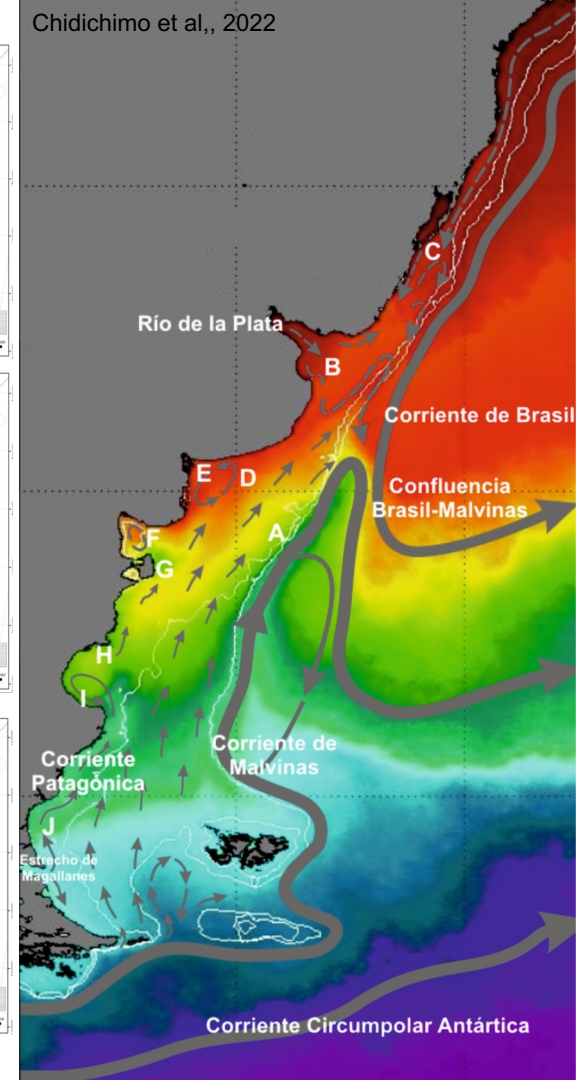 Chidichimo et al,, 2022
C
Río de la Plata
B
Corriente de Brasil
E
D
Confluencia
Brasil-Malvinas
A
F
G
H
I
Corriente de
Malvinas
Corriente
Patagónica
J
Estrecho de
Magallanes
Corriente Circumpolar Antártica